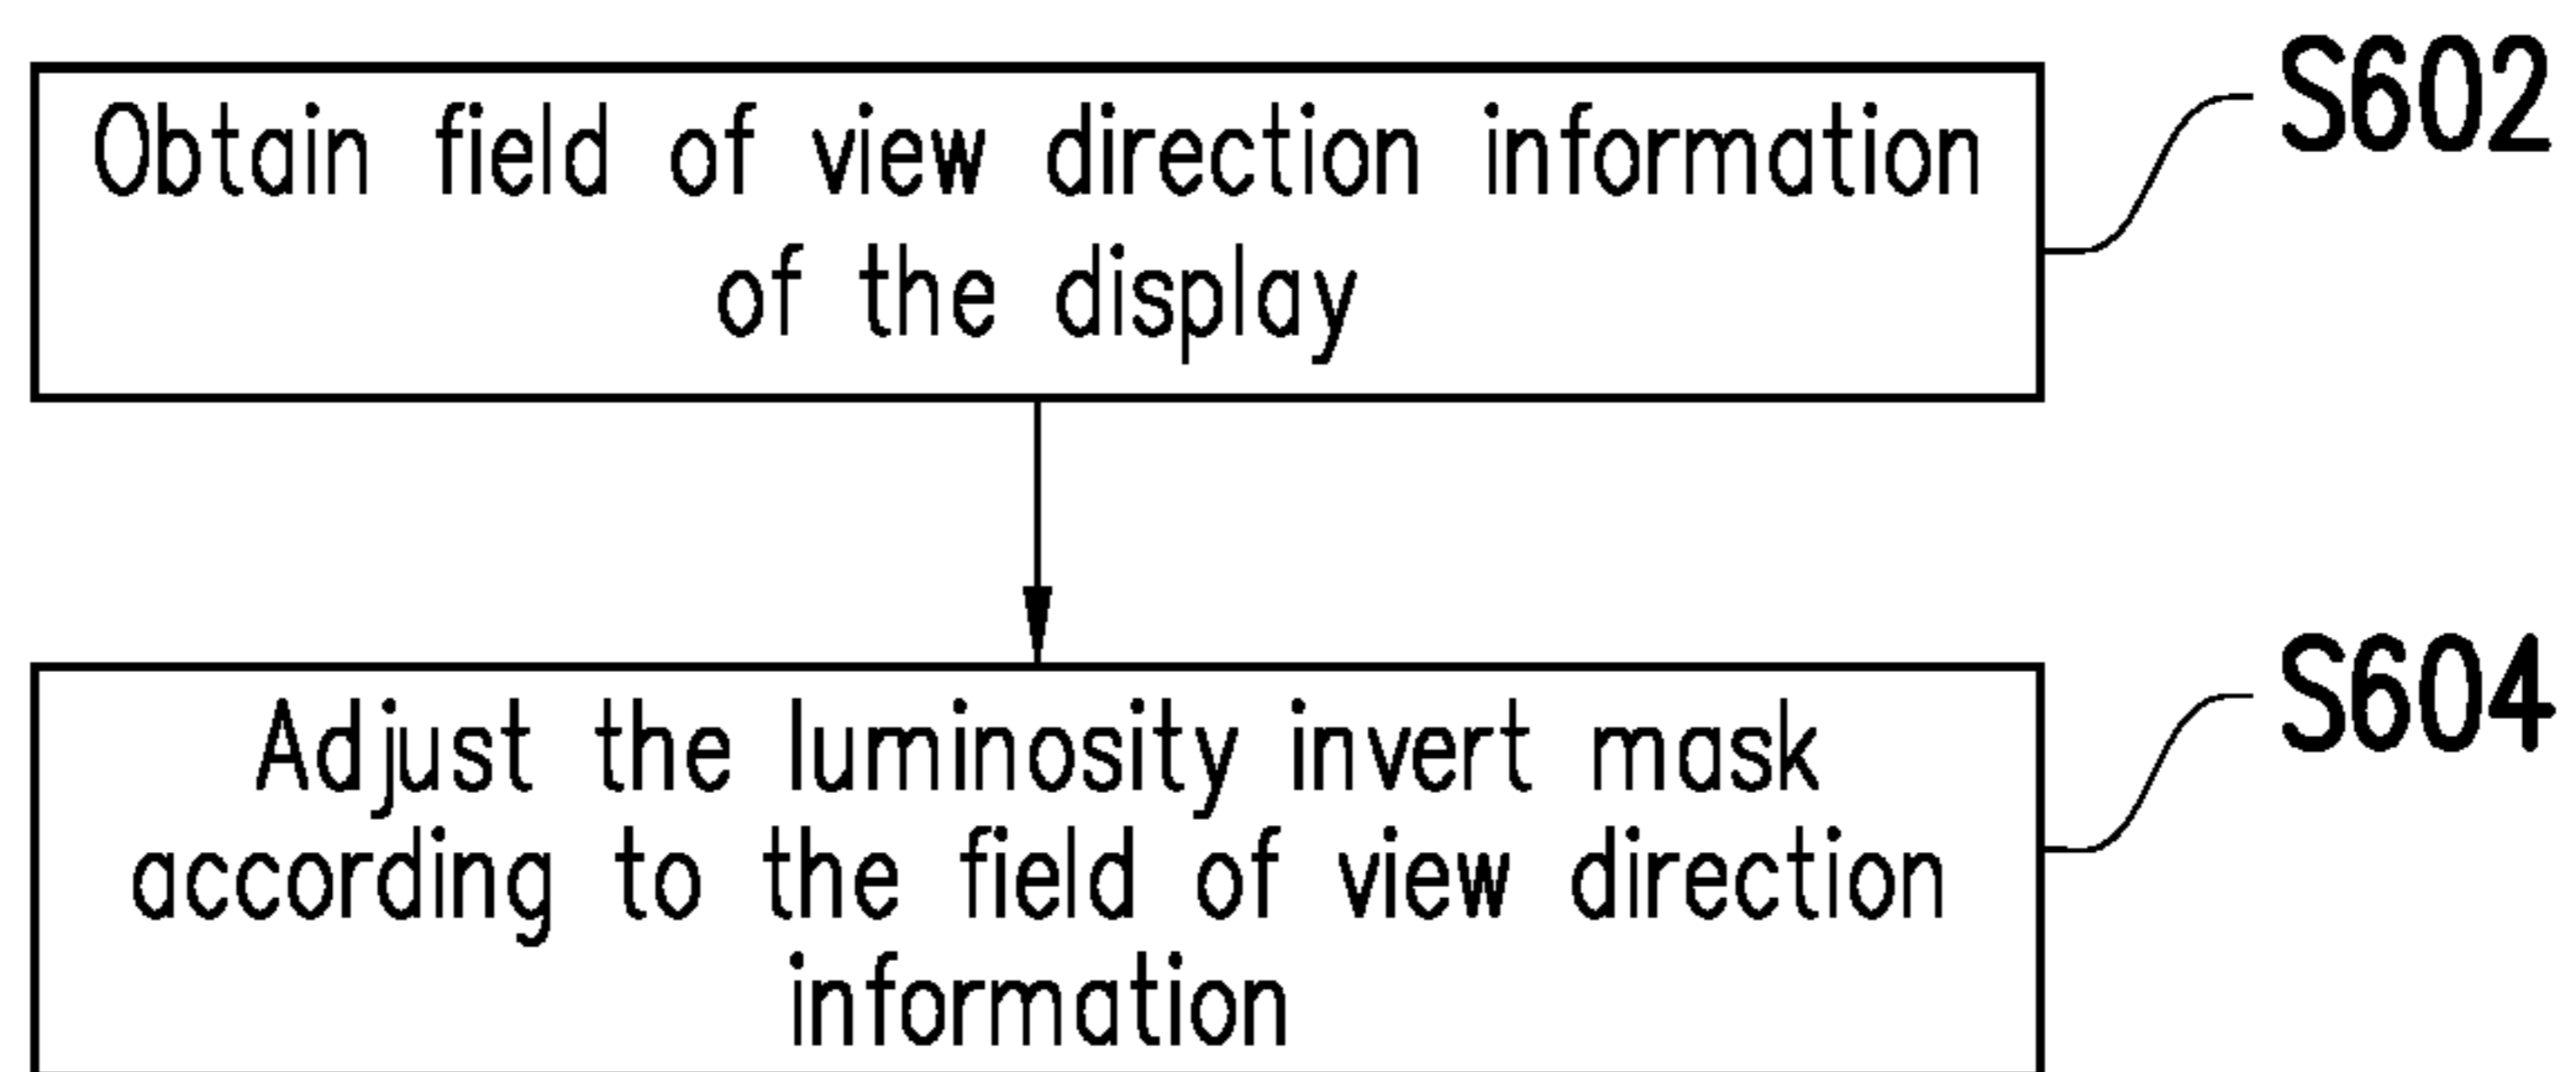 Obtain field of view direction information
of the display
S602
Adjust the luminosity invert mask
according to the field of view direction
information
S604